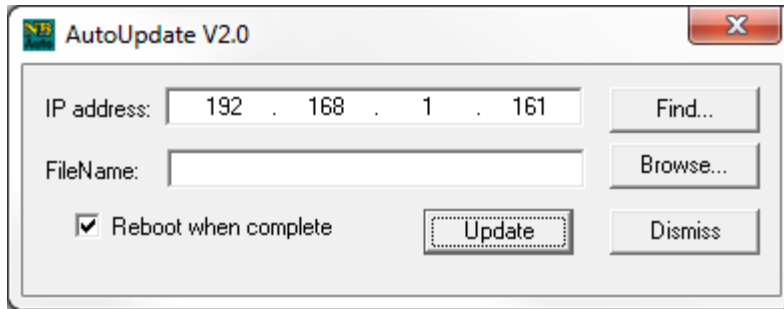 NB
Auto
AutoUpdate V2.0
IP address: 192 . 168 . 1 . 161 Find...
FileName: Browse...
Reboot when complete Update Dismiss